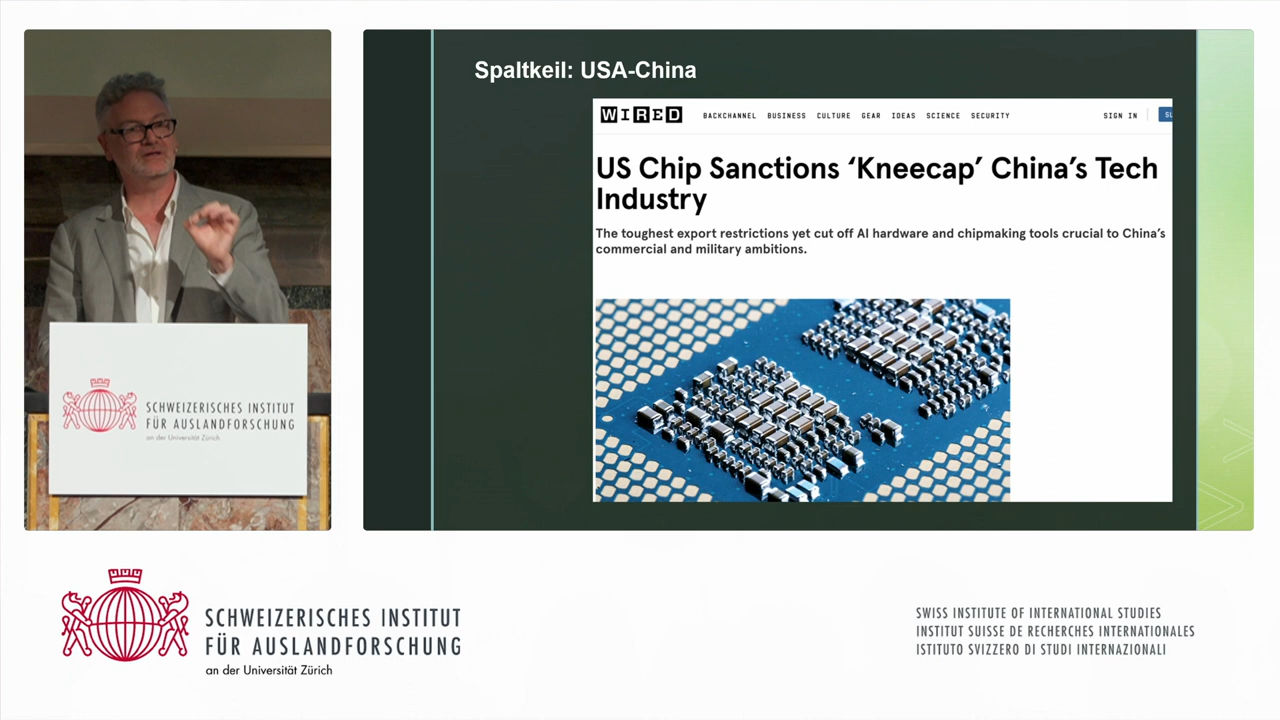 Spaltkeil: USA-China
WIRED
BACKCHANNEL BUSINESS CULTURE GEAR IDEAS SCIENCE SECURITY
SIGN IN
US Chip Sanctions ‘Kneecap’ China’s Tech
Industry
The toughest export restrictions yet cut off AI hardware and chipmaking tools crucial to China’s
commercial and military ambitions.
SCHWEIZERISCHES INSTITUT
FÜR AUSLANDFORSCHUNG
an der Universität Zürich
SCHWEIZERISCHES INSTITUT
FÜR AUSLANDFORSCHUNG
an der Universität Zürich
SWISS INSTITUTE OF INTERNATIONAL STUDIES
INSTITUT SUISSE DE RECHERCHES INTERNATIONALES
ISTITUTO SVIZZERO DI STUDI INTERNAZIONALI